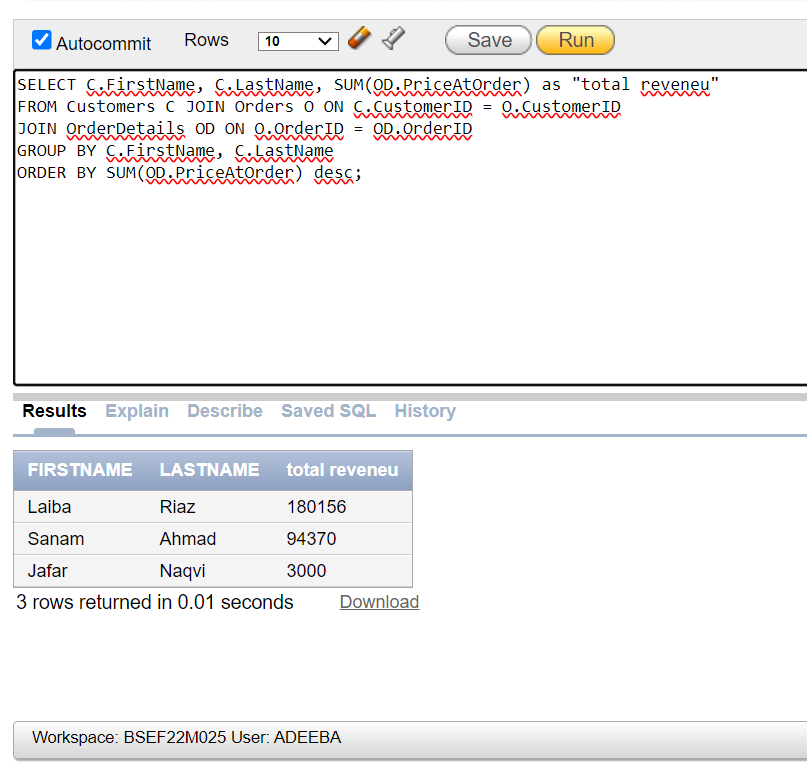 Autocommit Rows 10 Save Run
SELECT C.FirstName, C.LastName, SUM(OD.PriceAtOrder) as "total reveneu"
FROM Customers C JOIN Orders O ON C.CustomerID = O.CustomerID
JOIN OrderDetails OD ON O.OrderID = OD.OrderID
GROUP BY C.FirstName, C.LastName
ORDER BY SUM(OD.PriceAtOrder) desc;
Results Explain Describe Saved SQL History
FIRSTNAME LASTNAME total reveneu
Laiba Riaz 180156
Sanam Ahmad 94370
Jafar Naqvi 3000
3 rows returned in 0.01 seconds Download
Workspace: BSEF22M025 User: ADEEBA